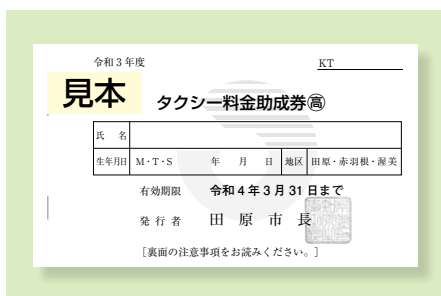 令和3年度 KT
見本
タクシー料金助成券㊤高
氏名
生年月日 M・T・S 年 月 日 地区 田原・赤羽根・渥美
有効期限 令和4年3月31日まで
発行者 田原市長
[裏面の注意事項をお読みください。]